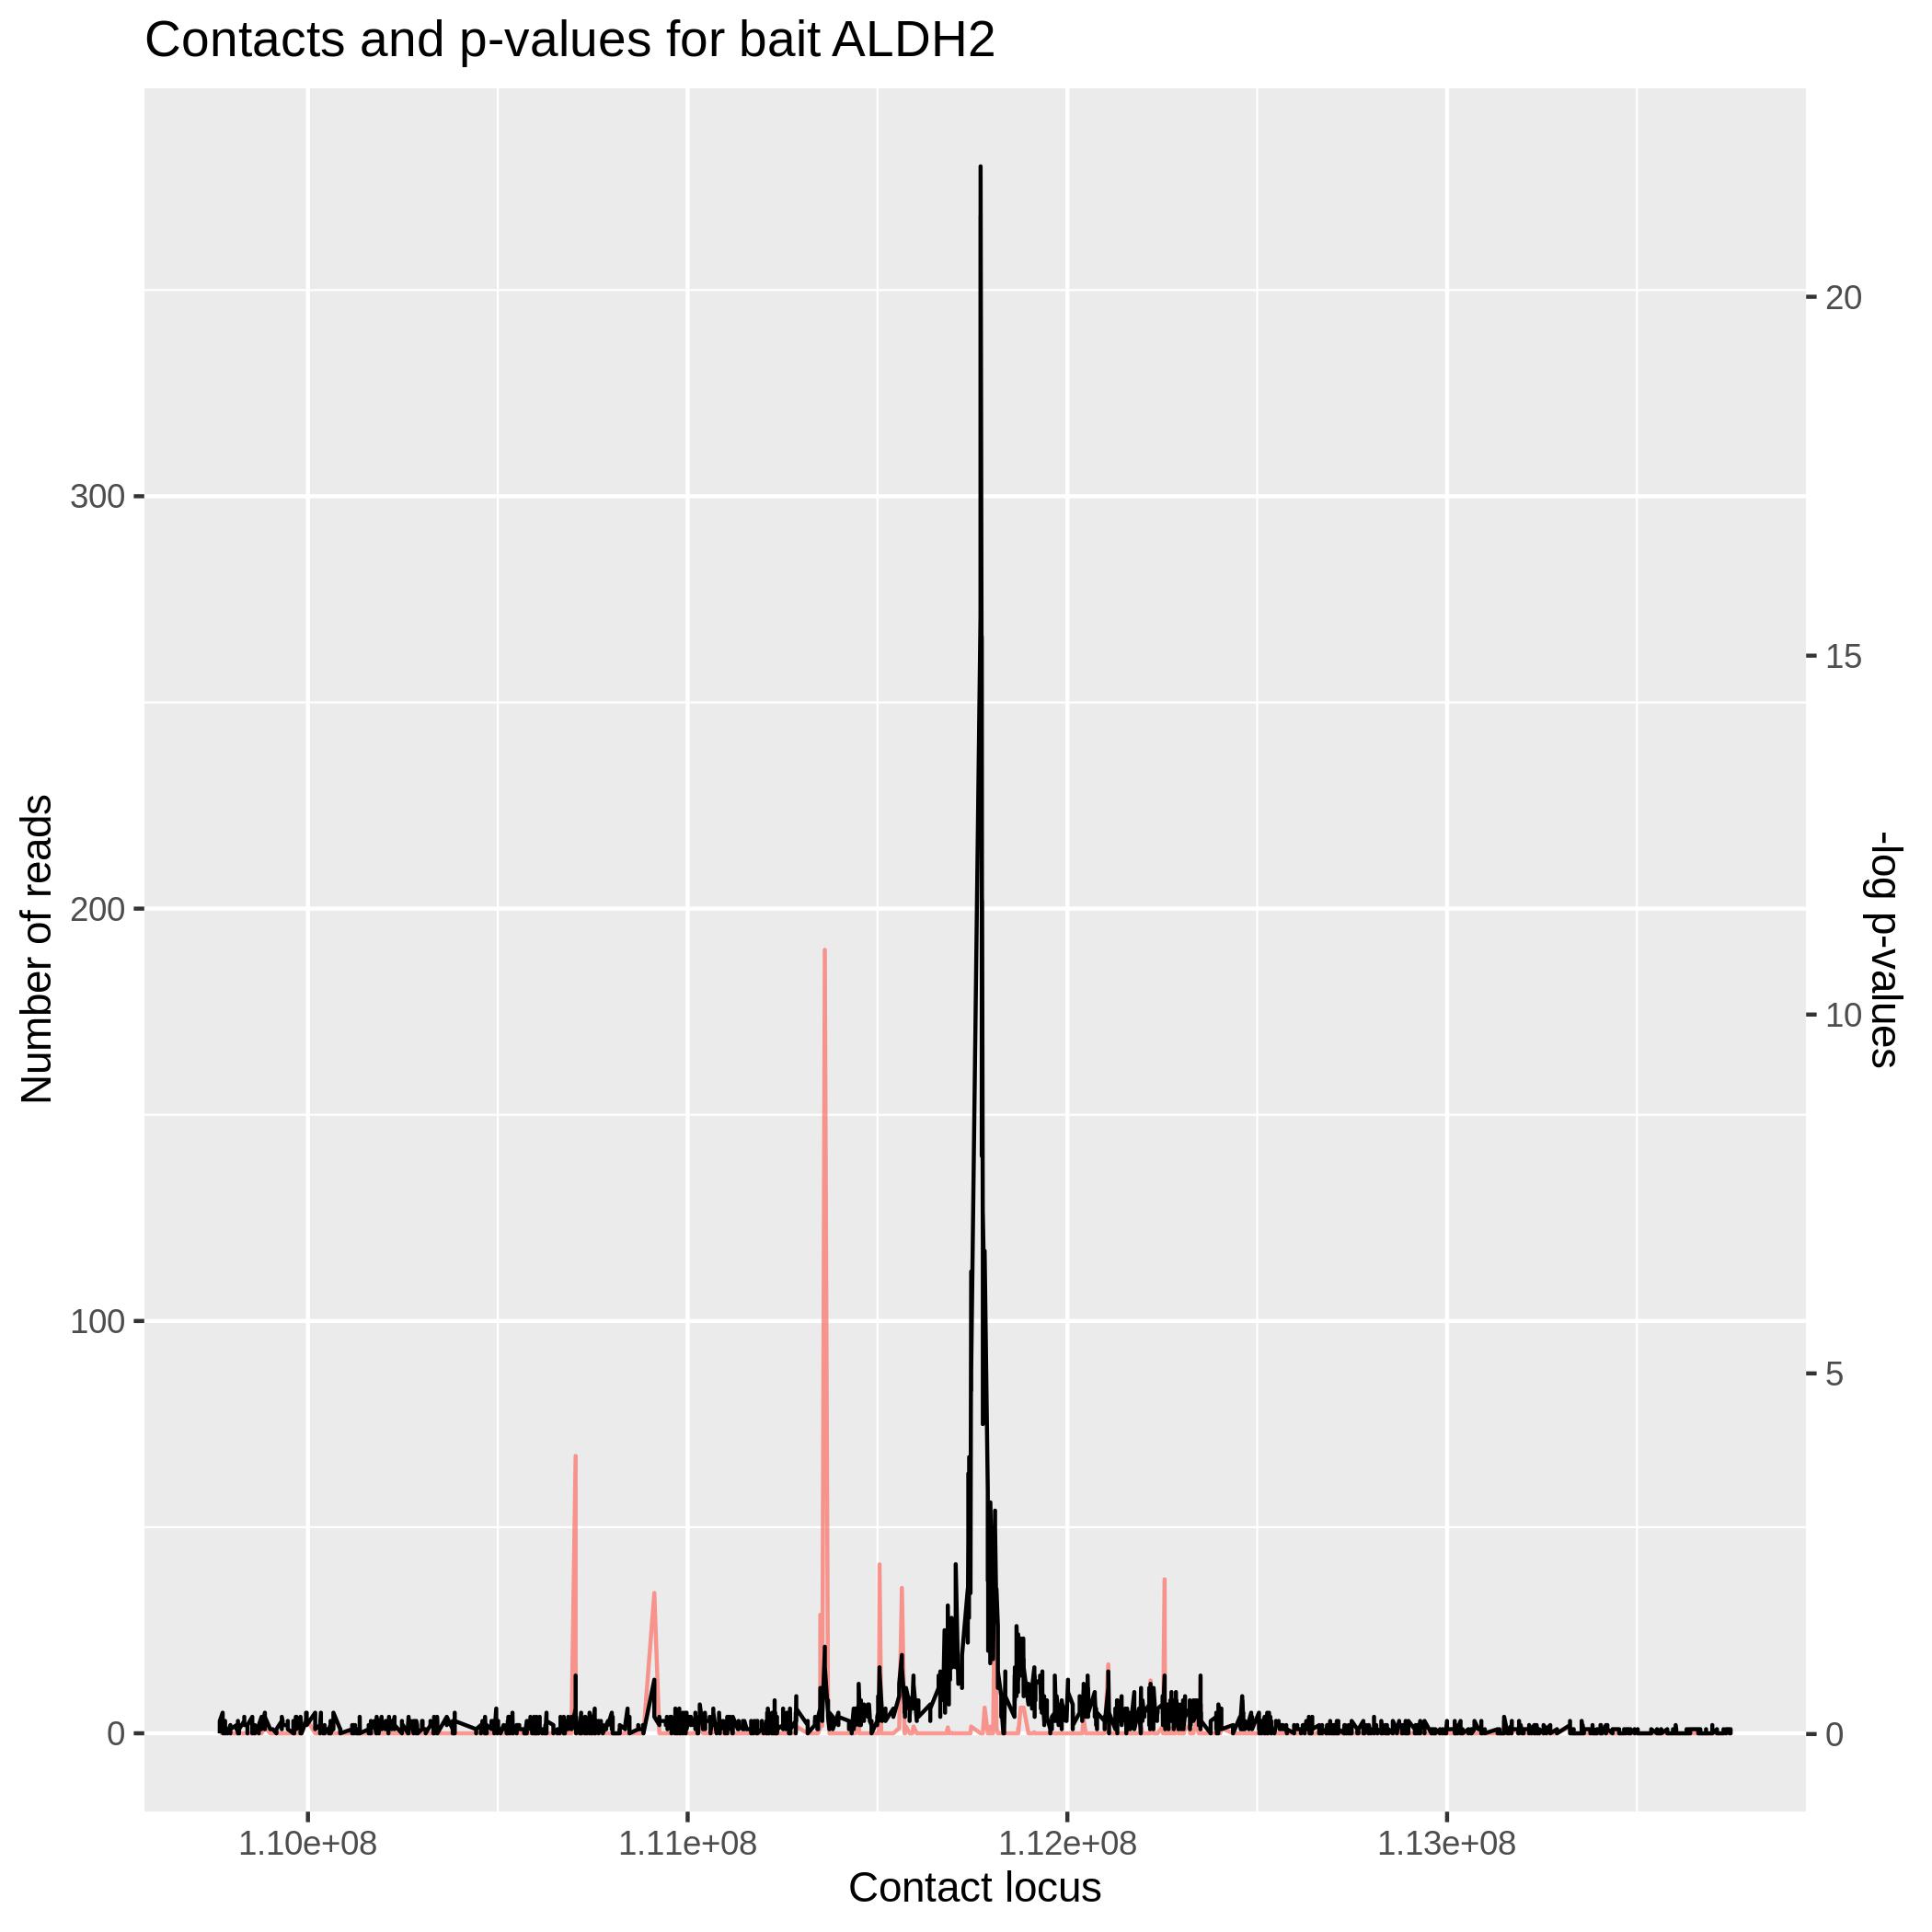 Contacts and p-values for bait ALDH2
Number of reads
300
200
100
0
20
15
10
5
0
-log p-values
1.10e+08
1.11e+08
1.12e+08
1.13e+08
Contact locus